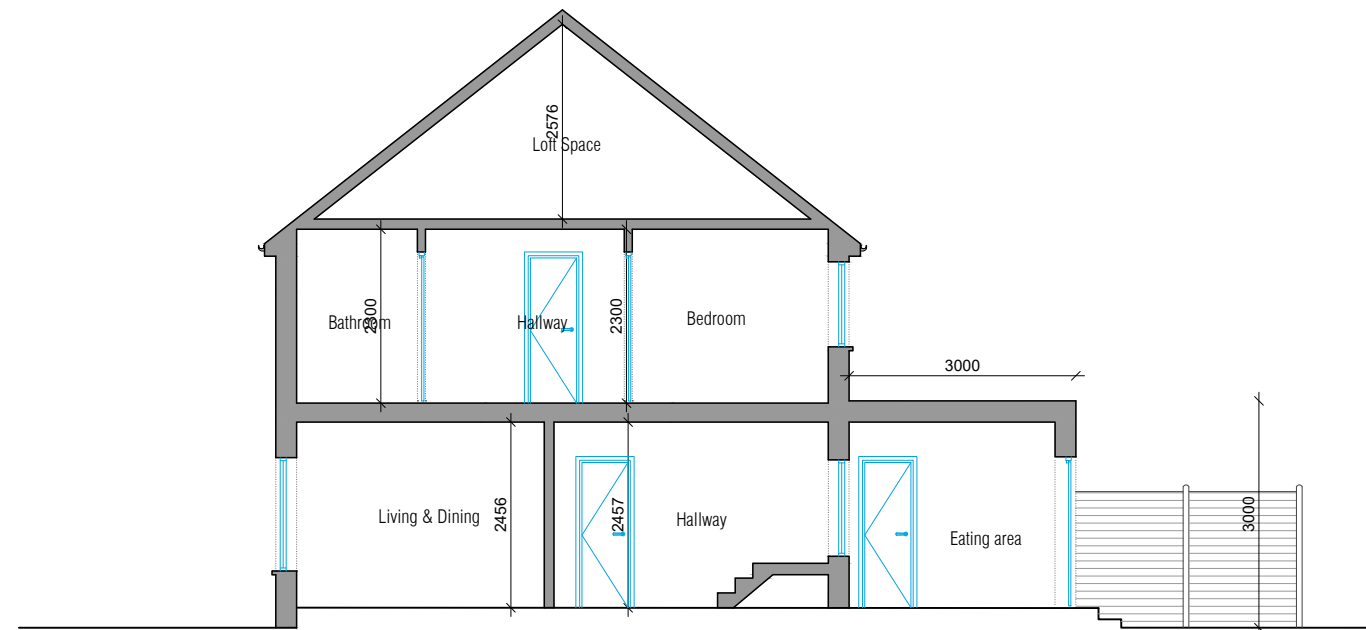 2576
Loft Space
Bathroom
2300
Hallway
2300
Bedroom
3000
Living & Dining
2456
2457
Hallway
Eating area
3000